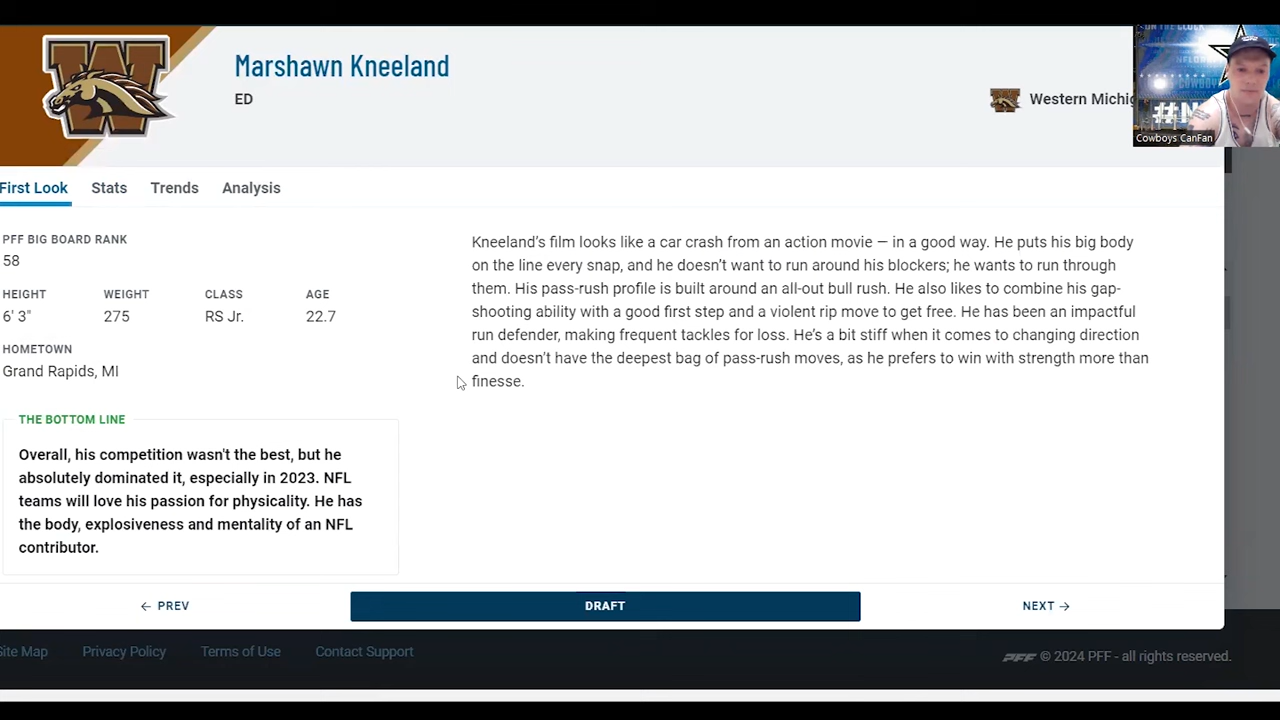 Marshawn Kneeland
ED
Western Michig
Cowboys CanFan
First Look Stats Trends Analysis
PFF BIG BOARD RANK
58
HEIGHT WEIGHT CLASS AGE
6' 3" 275 RS Jr. 22.7
HOMETOWN
Grand Rapids, MI
Kneeland's film looks like a car crash from an action movie — in a good way. He puts his big body
on the line every snap, and he doesn't want to run around his blockers; he wants to run through
them. His pass-rush profile is built around an all-out bull rush. He also likes to combine his gap-
shooting ability with a good first step and a violent rip move to get free. He has been an impactful
run defender, making frequent tackles for loss. He's a bit stiff when it comes to changing direction
and doesn't have the deepest bag of pass-rush moves, as he prefers to win with strength more than
finesse.
THE BOTTOM LINE
Overall, his competition wasn't the best, but he
absolutely dominated it, especially in 2023. NFL
teams will love his passion for physicality. He has
the body, explosiveness and mentality of an NFL
contributor.
← PREV DRAFT NEXT →
Site Map Privacy Policy Terms of Use Contact Support
PFF © 2024 PFF - all rights reserved.